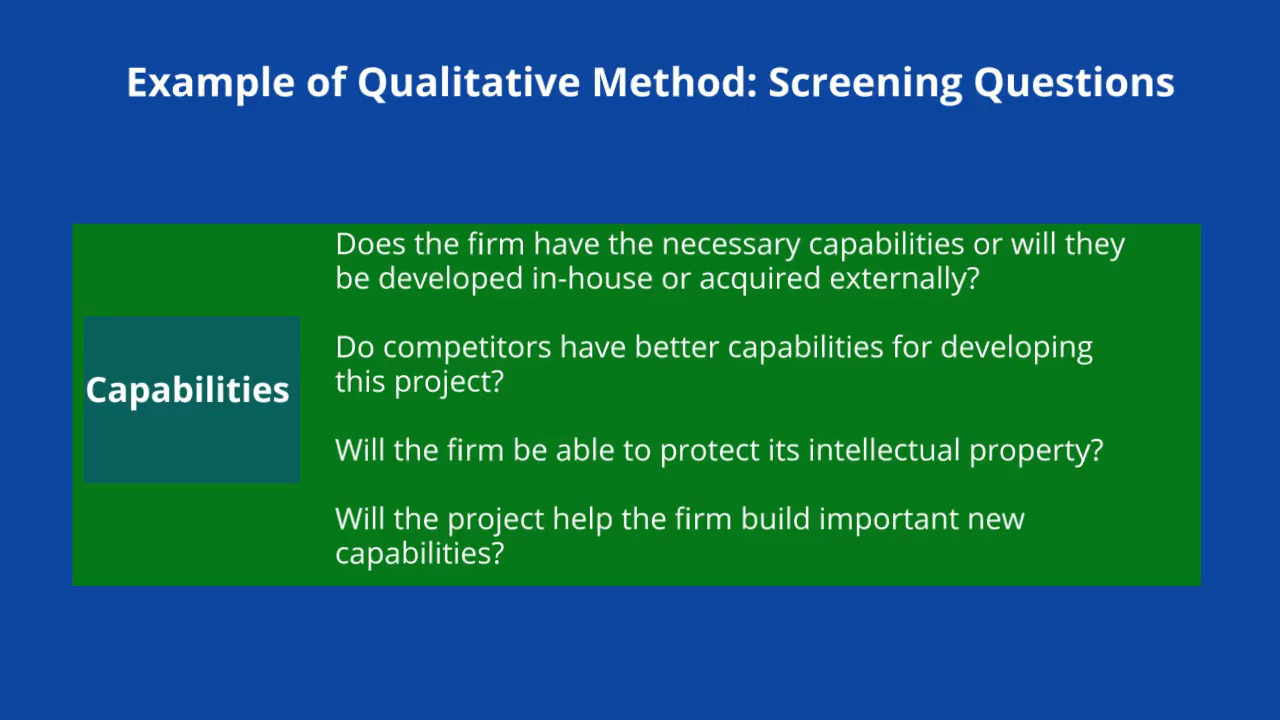 Example of Qualitative Method: Screening Questions
Capabilities
Does the firm have the necessary capabilities or will they
be developed in-house or acquired externally?
Do competitors have better capabilities for developing
this project?
Will the firm be able to protect its intellectual property?
Will the project help the firm build important new
capabilities?